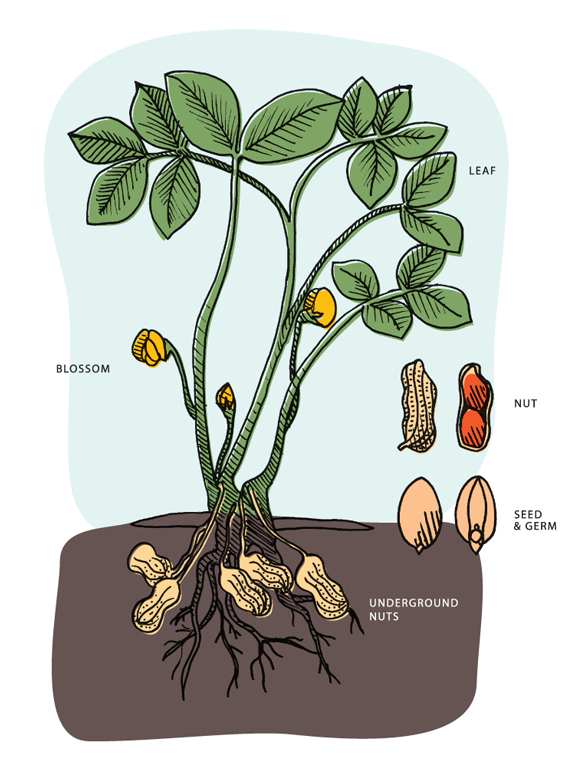 LEAF
BLOSSOM
NUT
SEED
& GERM
UNDERGROUND
NUTS